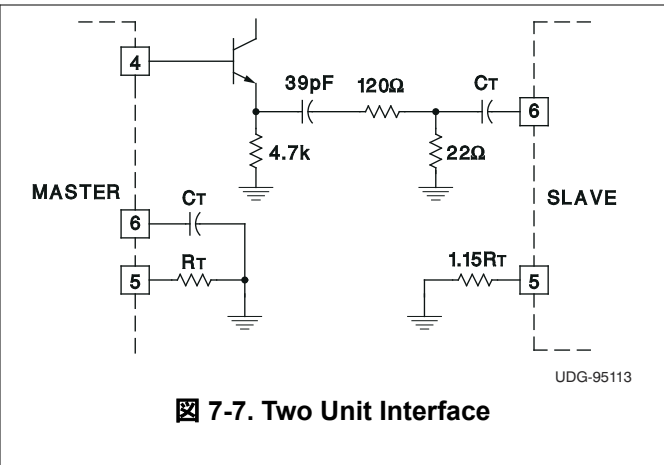 4
39pF
120Ω
CT
6
4.7k
22Ω
MASTER
CT
SLAVE
6
RT
1.15RT
5
5
UDG-95113
図 7-7. Two Unit Interface